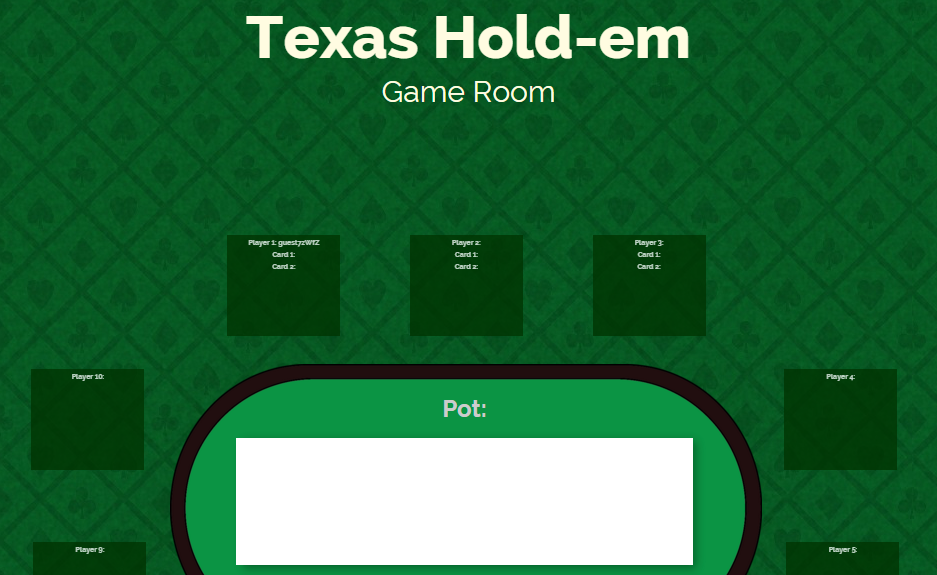 Texas Hold-em
Game Room
Player 1: guest7zWfZ
Card 1:
Card 2:
Player 2:
Card 1:
Card 2:
Player 3:
Card 1:
Card 2:
Player 10:
Player 4:
Pot:
Player 9:
Player 5: